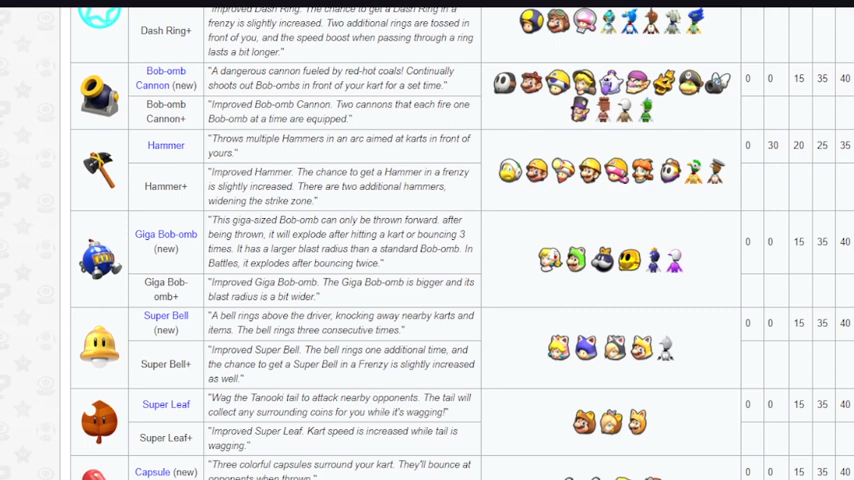 "Improved Dash Ring. The chance to get a Dash Ring in a
Dash Ring+
frenzy is slightly increased. Two additional rings are tossed in
front of you, and the speed boost when passing through a ring
lasts a bit longer."
Bob-omb
Cannon (new)
"A dangerous cannon fueled by red-hot coals! Continually
shoots out Bob-ombs in front of your kart for a set time."
0 0 15 35 40
Bob-omb
Cannon+
"Improved Bob-omb Cannon. Two cannons that each fire one
Bob-omb at a time are equipped."
Hammer
"Throws multiple Hammers in an arc aimed at karts in front of
yours."
0 30 20 25 35
Hammer+
"Improved Hammer. The chance to get a Hammer in a frenzy
is slightly increased. There are two additional hammers,
widening the strike zone."
Giga Bob-omb
(new)
"This giga-sized Bob-omb can only be thrown forward. after
being thrown, it will explode after hitting a kart or bouncing 3
times. It has a larger blast radius than a standard Bob-omb. In
Battles, it explodes after bouncing twice."
0 0 15 35 40
Giga Bob-
omb+
"Improved Giga Bob-omb. The Giga Bob-omb is bigger and its
blast radius is a bit wider."
Super Bell
(new)
"A bell rings above the driver, knocking away nearby karts and
items. The bell rings three consecutive times."
0 0 15 35 40
Super Bell+
"Improved Super Bell. The bell rings one additional time, and
the chance to get a Super Bell in a Frenzy is slightly increased
as well."
Super Leaf
"Wag the Tanooki tail to attack nearby opponents. The tail will
collect any surrounding coins for you while it's wagging!"
0 0 15 35 40
Super Leaf+
"Improved Super Leaf. Kart speed is increased while tail is
wagging."
Capsule (new)
"Three colorful capsules surround your kart. They'll bounce at
opponents when thrown."
0 0 15 35 40